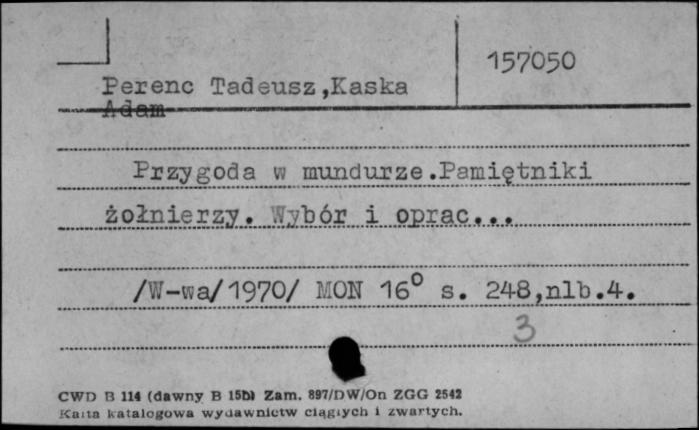 157050
Perenc Tadeusz,Kaska
Adam
Przygoda w mundurze.Pamiętniki
żołnierzy. Wybór i oprac...
/W-wa/1970/ MON 16° s. 248,nlb.4.
3
CWD B 114 (dawny B 15b) Zam. 897/DW/On ZGG 2542
Karta katalogowa wydawnictw ciągłych i zwartych.